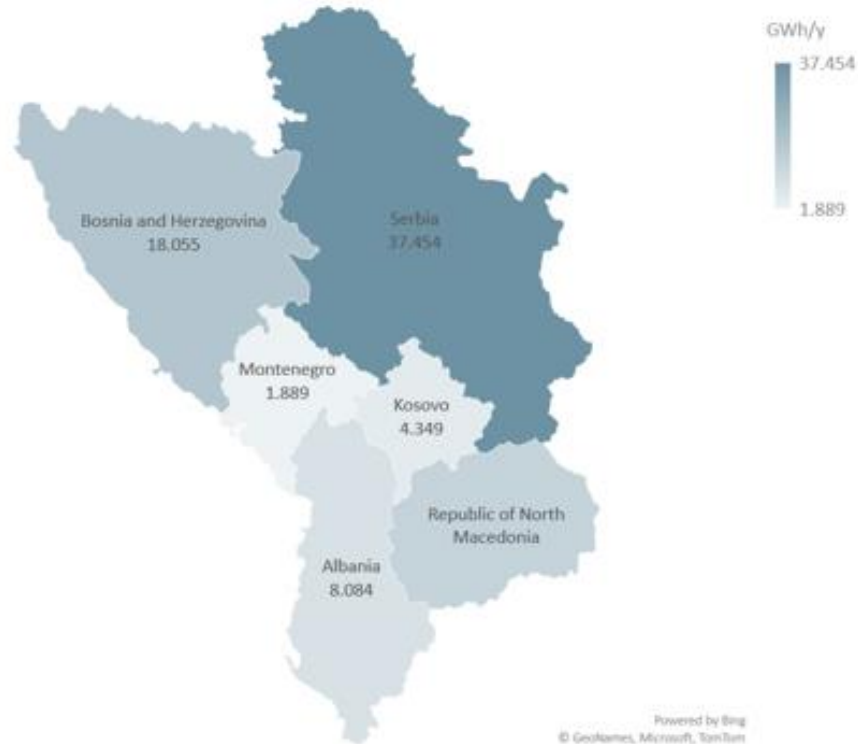 GWh/y
37.454
1.889
Bosnia and Herzegovina
18.055
Serbia
37.454
Montenegro
1.889
Kosovo
4.349
Republic of North
Macedonia
Albania
8.084
Powered by Bing
© GeoNames, Microsoft, TomTom